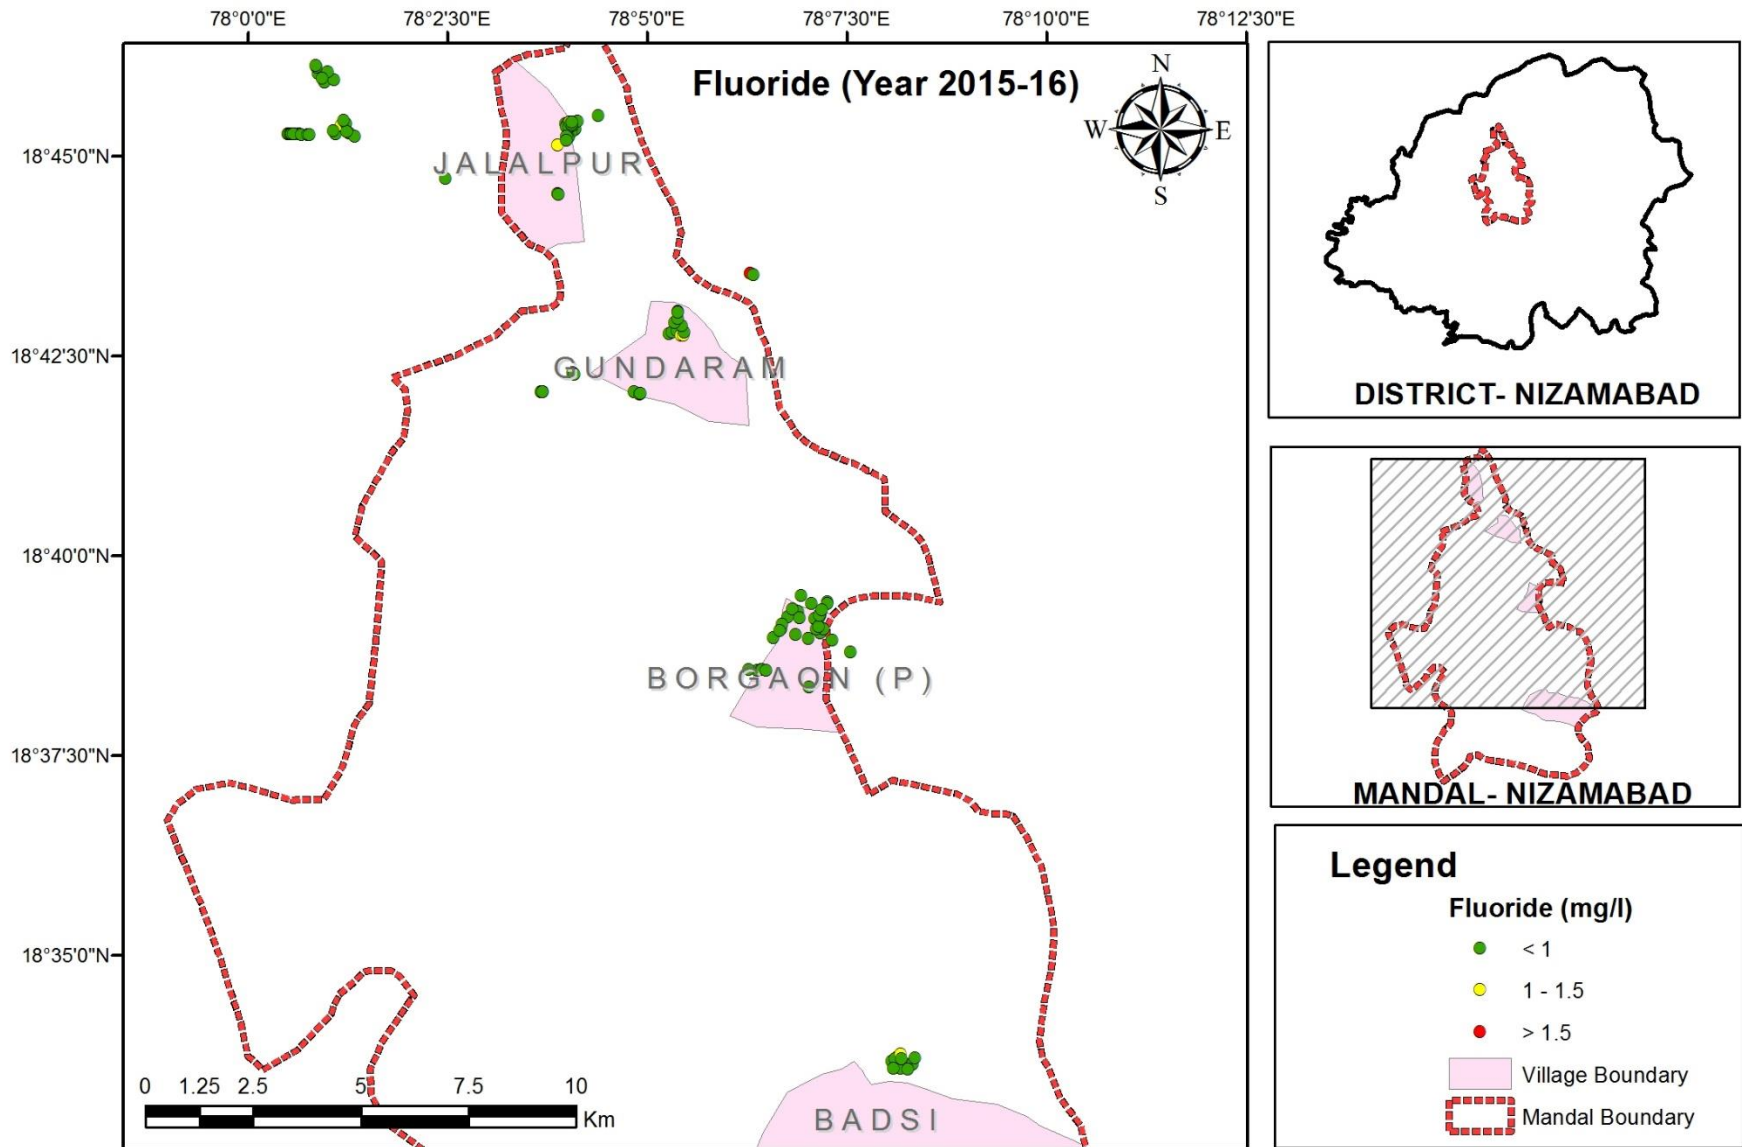 78°0'0"E 78°2'30"E 78°5'0"E 78°7'30"E 78°10'0"E 78°12'30"E
Fluoride (Year 2015-16)
N
W E
S
18°45'0"N
JALALPUR
18°42'30"N
GUNDARAM
18°40'0"N
BORGAON (P)
18°37'30"N
18°35'0"N
0 1.25 2.5 5 7.5 10
Km
BADSI
DISTRICT- NIZAMABAD
MANDAL- NIZAMABAD
Legend
Fluoride (mg/l)
< 1
1 - 1.5
> 1.5
Village Boundary
Mandal Boundary